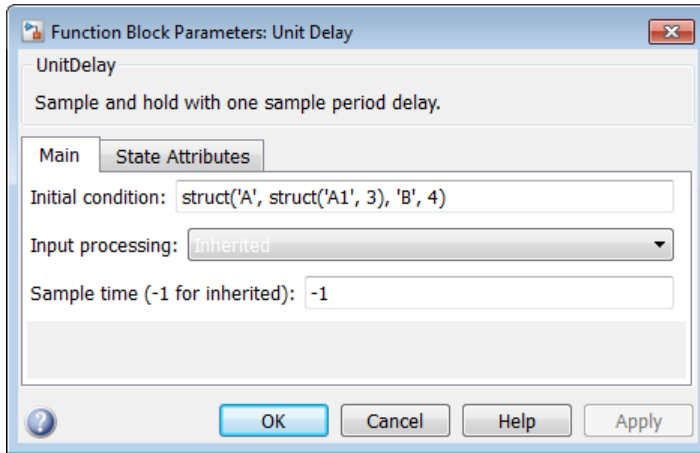 Function Block Parameters: Unit Delay
UnitDelay
Sample and hold with one sample period delay.
Main State Attributes
Initial condition: struct('A', struct('A1', 3), 'B', 4)
Input processing: Inherited
Sample time (-1 for inherited): -1
? OK Cancel Help Apply